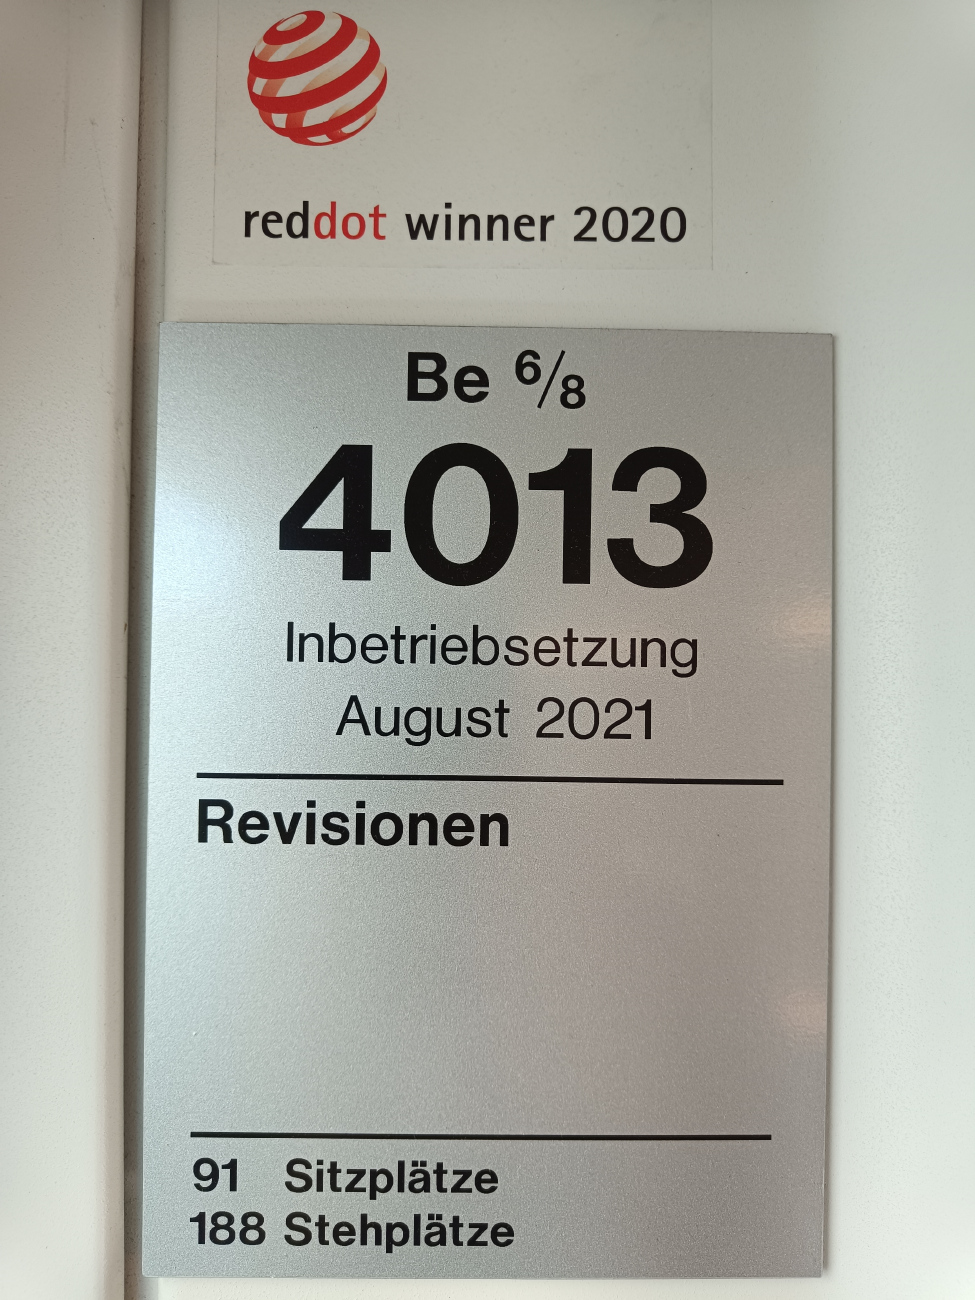 reddot winner 2020
Be 6/8
4013
Inbetriebsetzung
August 2021
Revisionen
91 Sitzplätze
188 Stehplätze